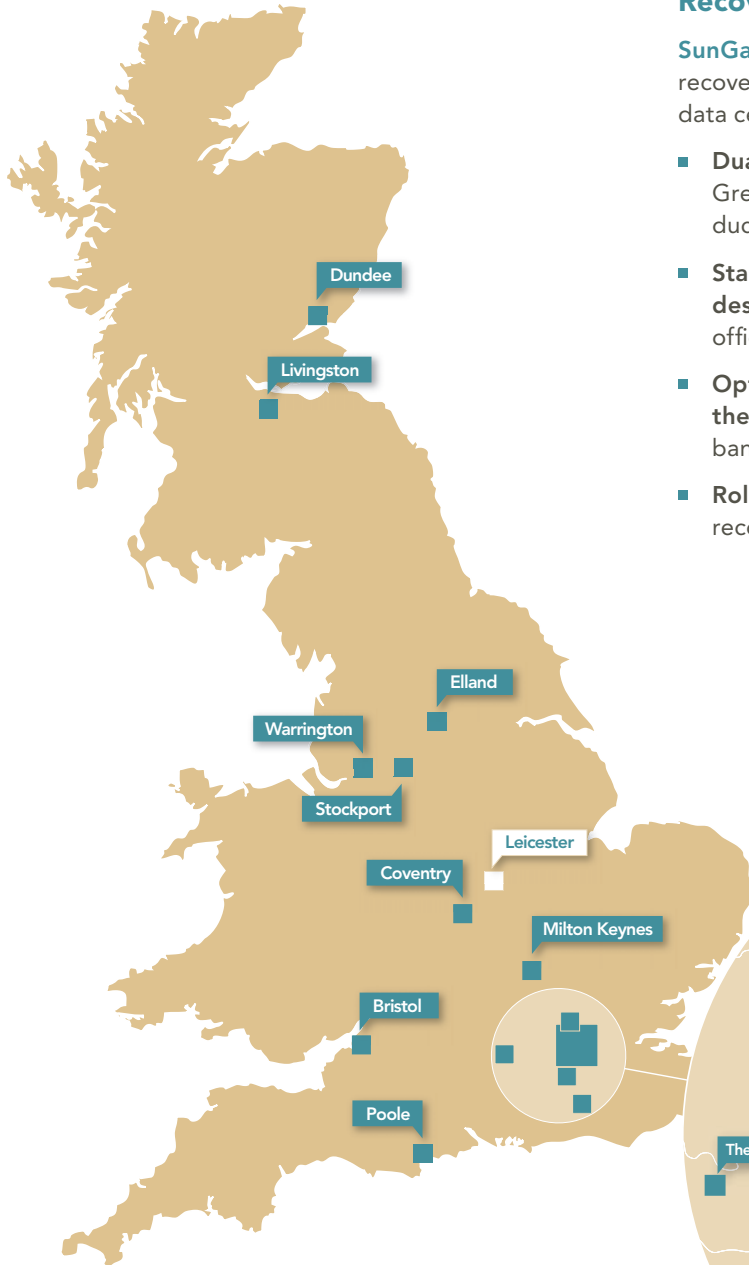 Recov
SunGa
recove
data ce
Dua
Gre
duc
Sta
des
offi
Opt
the
ban
Rol
reco
Dundee
Livingston
Elland
Warrington
Stockport
Leicester
Coventry
Milton Keynes
Bristol
Poole
The